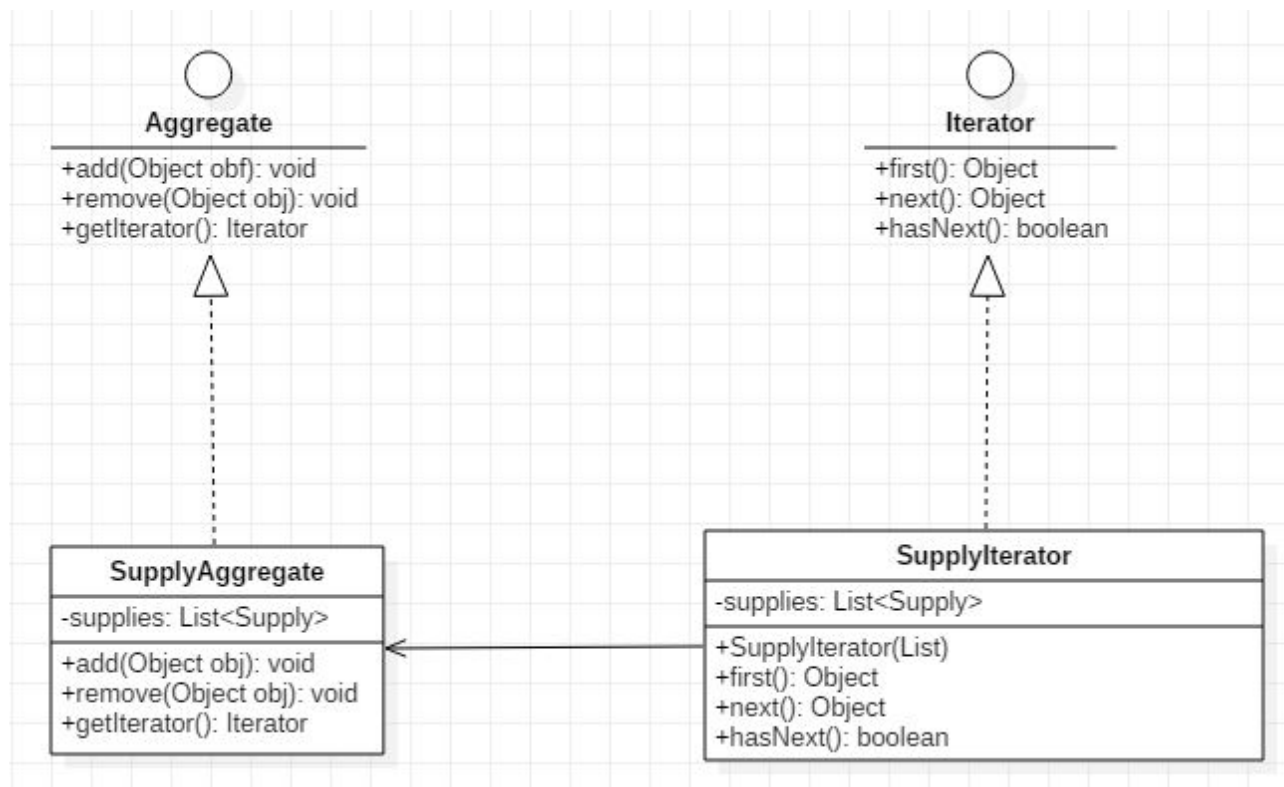 Aggregate
+add(Object obf): void
+remove(Object obj): void
+getIterator(): Iterator
Iterator
+first(): Object
+next(): Object
+hasNext(): boolean
SupplyAggregate
-supplies: List<Supply>
+add(Object obj): void
+remove(Object obj): void
+getIterator(): Iterator
SupplyIterator
-supplies: List<Supply>
+SupplyIterator(List)
+first(): Object
+next(): Object
+hasNext(): boolean